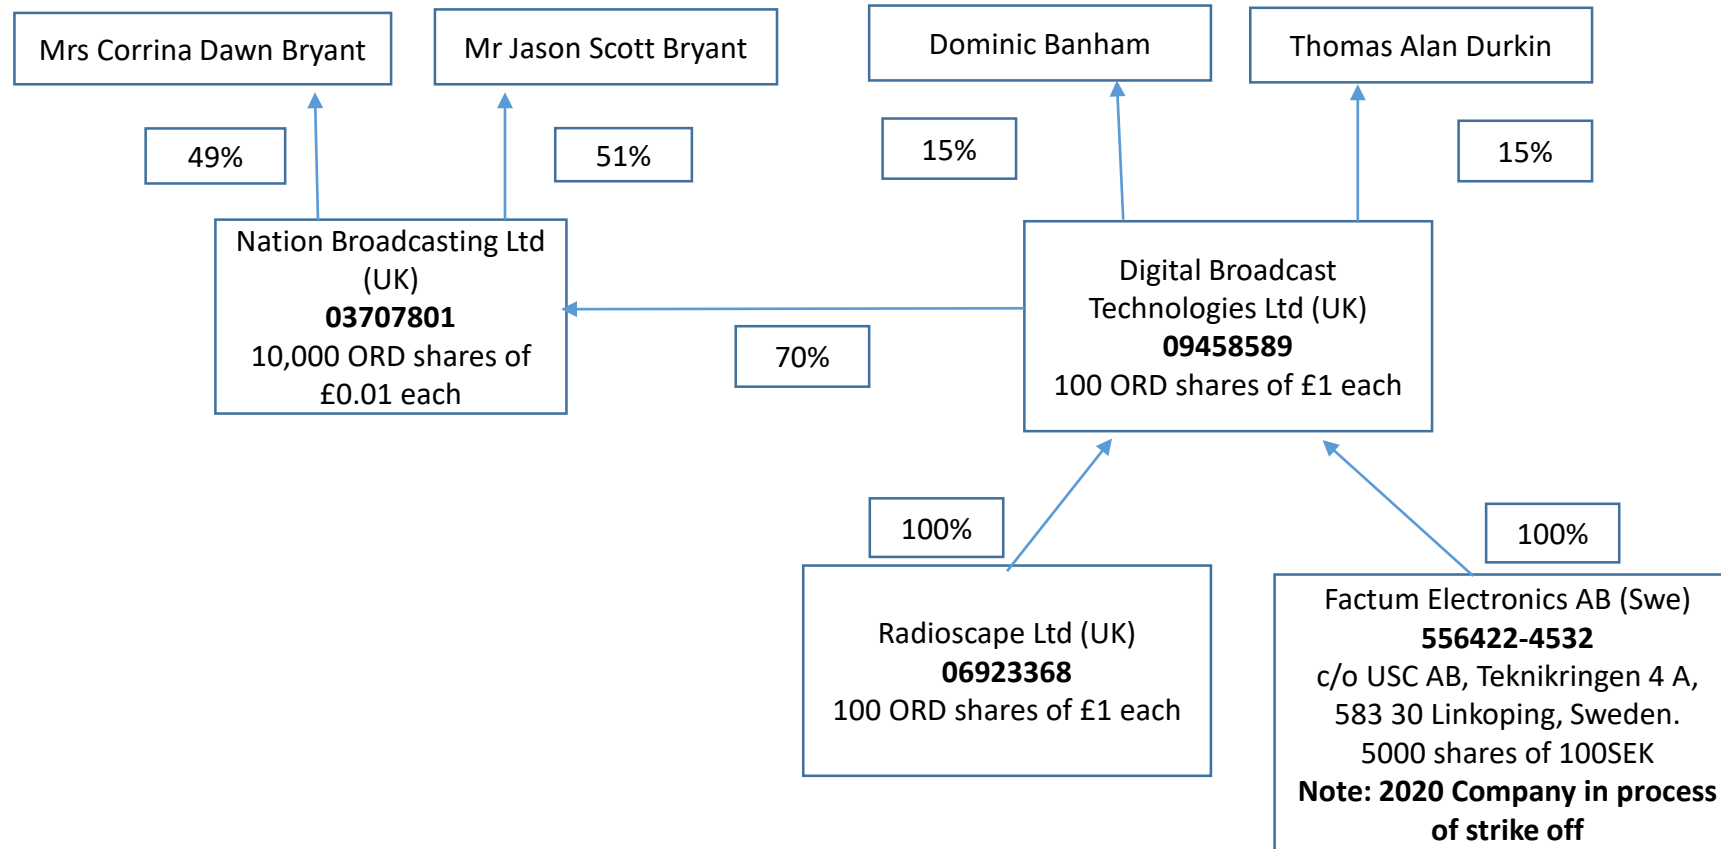 Mrs Corrina Dawn Bryant
Mr Jason Scott Bryant
Dominic Banham
Thomas Alan Durkin
49%
51%
15%
15%
Nation Broadcasting Ltd
(UK)
03707801
10,000 ORD shares of
£0.01 each
70%
Digital Broadcast
Technologies Ltd (UK)
09458589
100 ORD shares of £1 each
100%
100%
Radioscape Ltd (UK)
06923368
100 ORD shares of £1 each
Factum Electronics AB (Swe)
556422-4532
c/o USC AB, Teknikringen 4 A,
583 30 Linkoping, Sweden.
5000 shares of 100SEK
Note: 2020 Company in process
of strike off